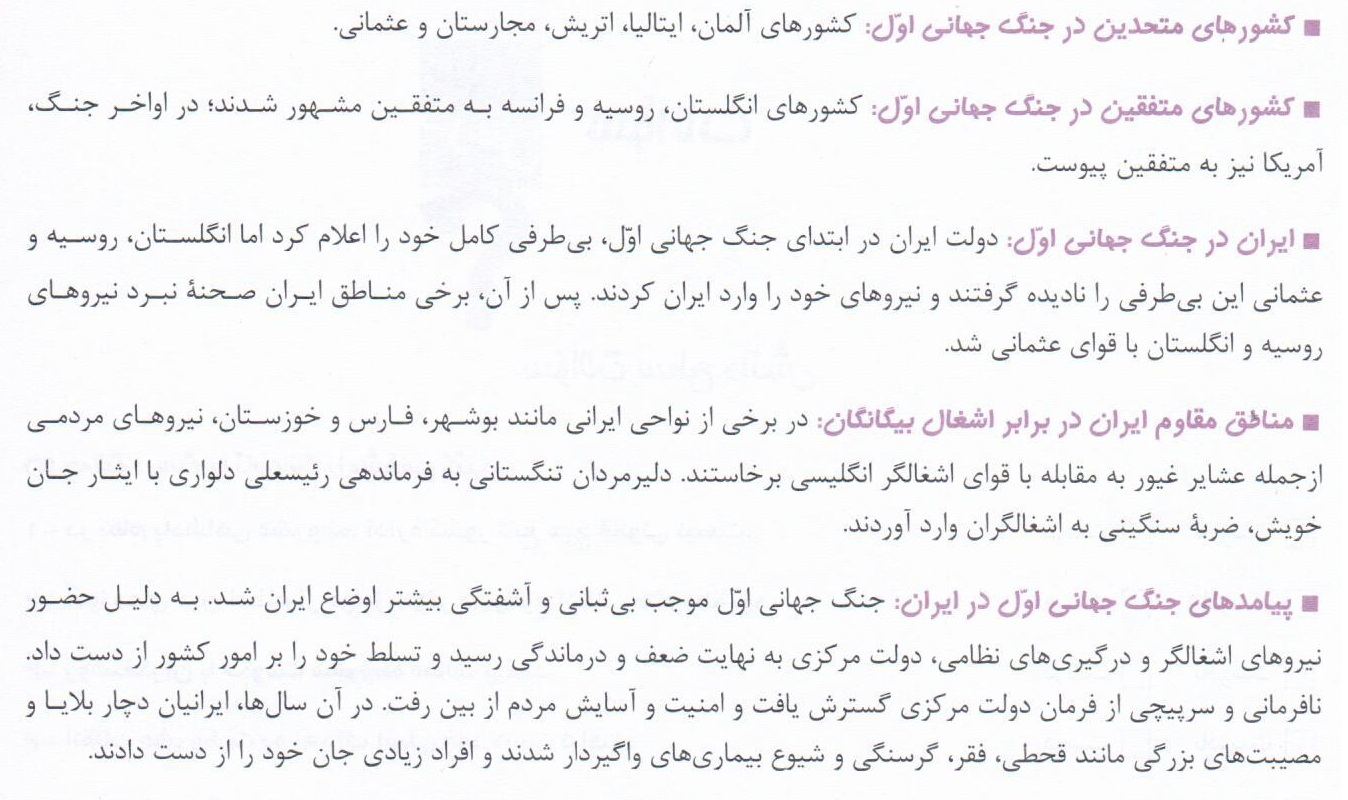 ■ کشورهای متحدین در جنگ جهانی اوّل: کشورهای آلمان، ایتالیا، اتریش، مجارستان و عثمانی.
■ کشورهای متفقین در جنگ جهانی اوّل: کشورهای انگلستان، روسیه و فرانسه به متفقین مشهور شدند؛ در اواخر جنگ،
آمریکا نیز به متفقین پیوست.
■ ایران در جنگ جهانی اوّل: دولت ایران در ابتدای جنگ جهانی اوّل، بی‌طرفی کامل خود را اعلام کرد اما انگلستان، روسیه و
عثمانی این بی‌طرفی را نادیده گرفتند و نیروهای خود را وارد ایران کردند. پس از آن، برخی مناطق ایران صحنهٔ نبرد نیروهای
روسیه و انگلستان با قوای عثمانی شد.
■ مناطق مقاوم ایران در برابر اشغال بیگانگان: در برخی از نواحی ایرانی مانند بوشهر، فارس و خوزستان، نیروهای مردمی
ازجمله عشایر غیور به مقابله با قوای اشغالگر انگلیسی برخاستند. دلیرمردان تنگستانی به فرماندهی رئیسعلی دلواری با ایثار جان
خویش، ضربهٔ سنگینی به اشغالگران وارد آوردند.
■ پیامدهای جنگ جهانی اوّل در ایران: جنگ جهانی اوّل موجب بی‌ثباتی و آشفتگی بیشتر اوضاع ایران شد. به دلیل حضور
نیروهای اشغالگر و درگیری‌های نظامی، دولت مرکزی به نهایت ضعف و درماندگی رسید و تسلط خود را بر امور کشور از دست داد.
نافرمانی و سرپیچی از فرمان دولت مرکزی گسترش یافت و امنیت و آسایش مردم از بین رفت. در آن سال‌ها، ایرانیان دچار بلایا و
مصیبت‌های بزرگی مانند قحطی، فقر، گرسنگی و شیوع بیماری‌های واگیردار شدند و افراد زیادی جان خود را از دست دادند.